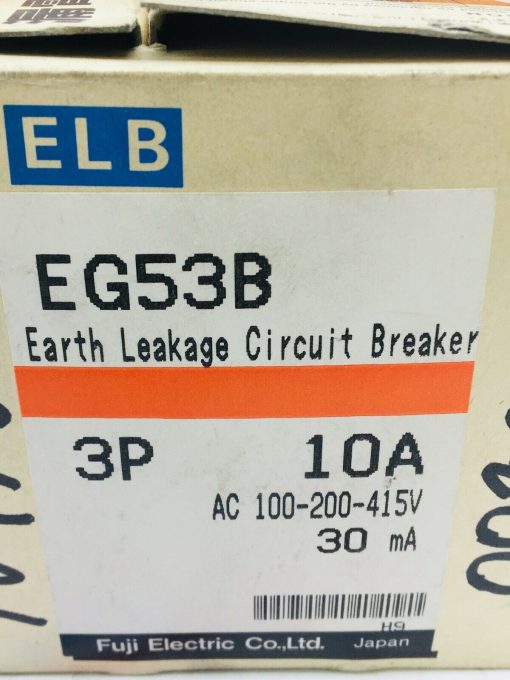 ELB
EG53B
Earth Leakage Circuit Breaker
3P 10A
AC 100-200-415V
30 mA
H9
Fuji Electric Co.,Ltd. Japan